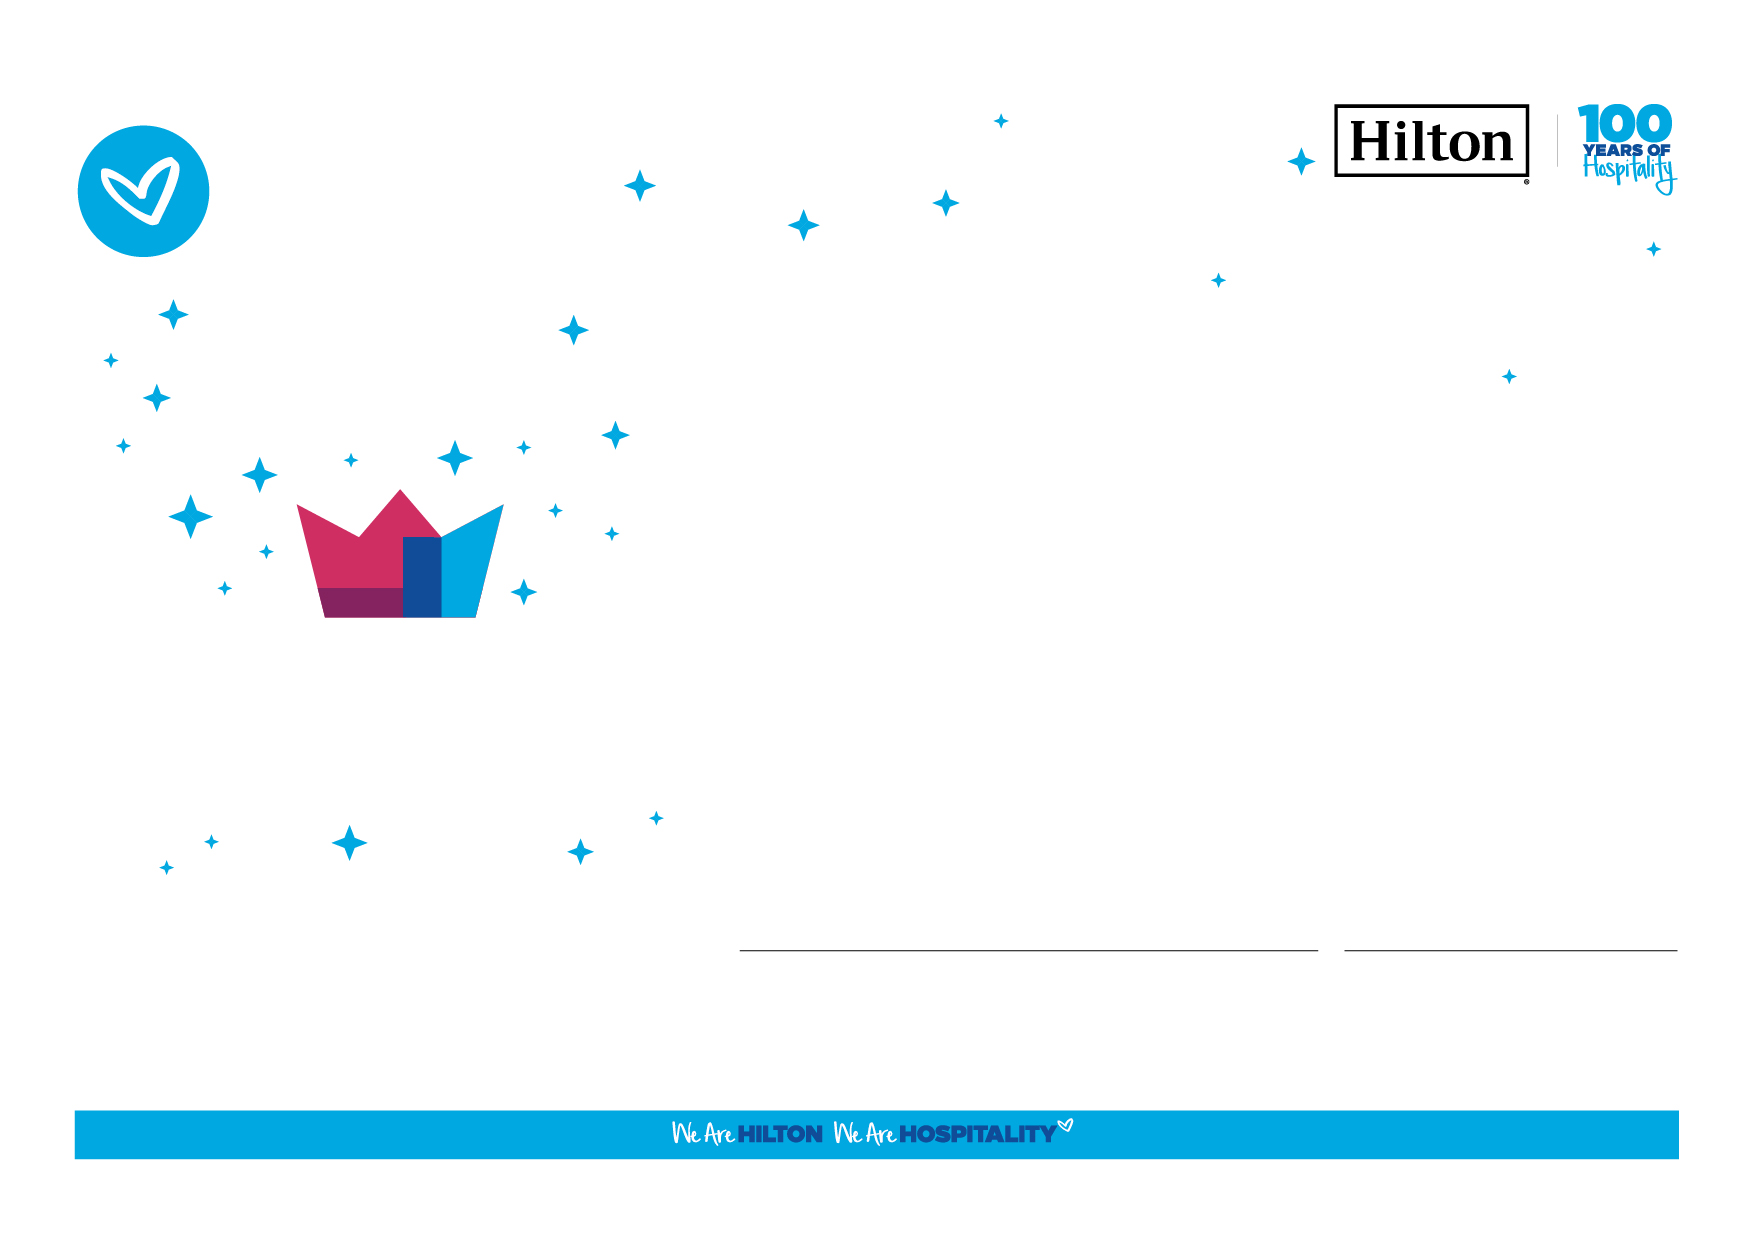 Hilton
®
100
YEARS OF
Hospitality
We Are HILTON We Are HOSPITALITY